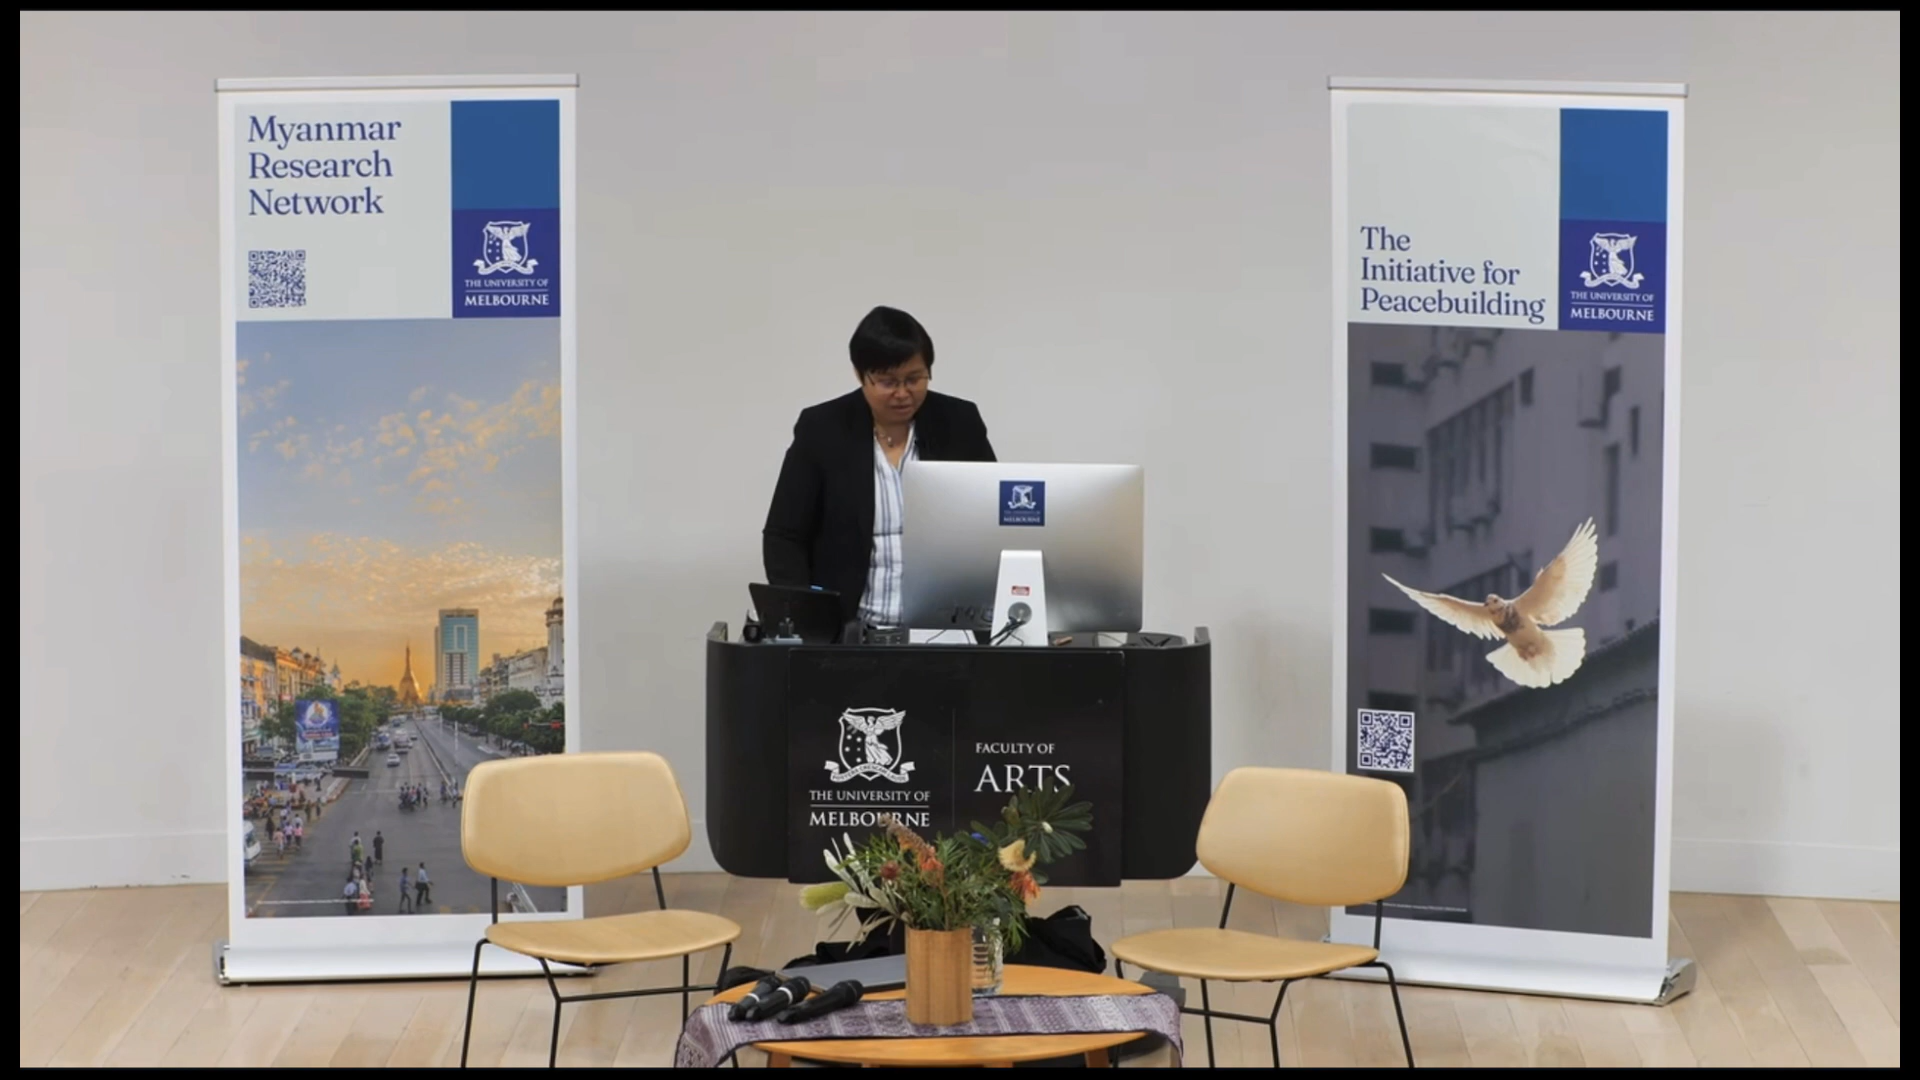 Myanmar
Research
Network
THE UNIVERSITY OF
MELBOURNE
The
Initiative for
Peacebuilding
THE UNIVERSITY OF
MELBOURNE
MELBOURNE
THE UNIVERSITY OF
MELBOURNE
FACULTY OF
ARTS